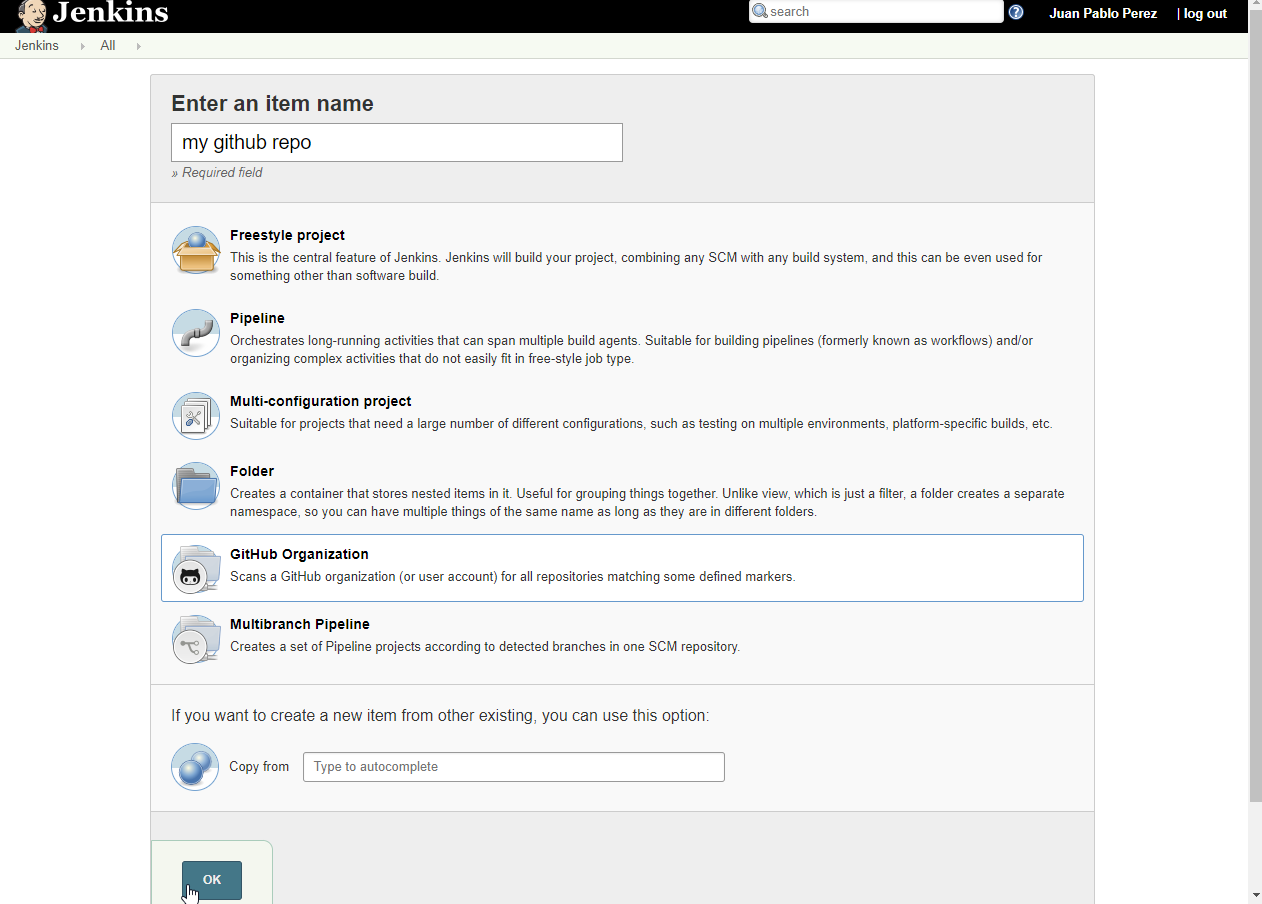 Jenkins
search
Juan Pablo Perez | log out
Jenkins All
Enter an item name
my github repo
» Required field
Freestyle project
This is the central feature of Jenkins. Jenkins will build your project, combining any SCM with any build system, and this can be even used for
something other than software build.
Pipeline
Orchestrates long-running activities that can span multiple build agents. Suitable for building pipelines (formerly known as workflows) and/or
organizing complex activities that do not easily fit in free-style job type.
Multi-configuration project
Suitable for projects that need a large number of different configurations, such as testing on multiple environments, platform-specific builds, etc.
Folder
Creates a container that stores nested items in it. Useful for grouping things together. Unlike view, which is just a filter, a folder creates a separate
namespace, so you can have multiple things of the same name as long as they are in different folders.
GitHub Organization
Scans a GitHub organization (or user account) for all repositories matching some defined markers.
Multibranch Pipeline
Creates a set of Pipeline projects according to detected branches in one SCM repository.
If you want to create a new item from other existing, you can use this option:
Copy from Type to autocomplete
OK